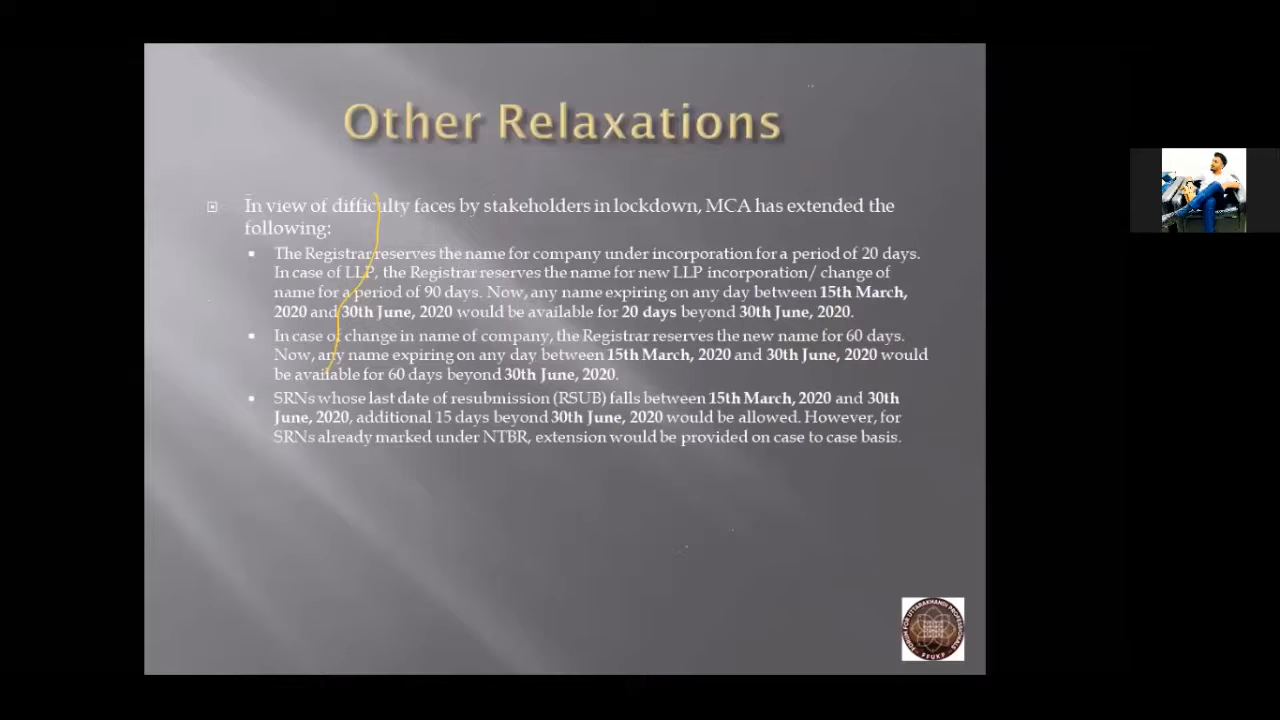 Other Relaxations
In view of difficulty faces by stakeholders in lockdown, MCA has extended the
following:
The Registrar reserves the name for company under incorporation for a period of 20 days.
In case of LLP, the Registrar reserves the name for new LLP incorporation/ change of
name for a period of 90 days. Now, any name expiring on any day between 15th March,
2020 and 30th June, 2020 would be available for 20 days beyond 30th June, 2020.
In case of change in name of company, the Registrar reserves the new name for 60 days.
Now, any name expiring on any day between 15th March, 2020 and 30th June, 2020 would
be available for 60 days beyond 30th June, 2020.
SRNs whose last date of resubmission (RSUB) falls between 15th March, 2020 and 30th
June, 2020, additional 15 days beyond 30th June, 2020 would be allowed. However, for
SRNs already marked under NTBR, extension would be provided on case to case basis.
FORUM FOR UTTARAKHANDI PROFESSIONALS
FFUKP